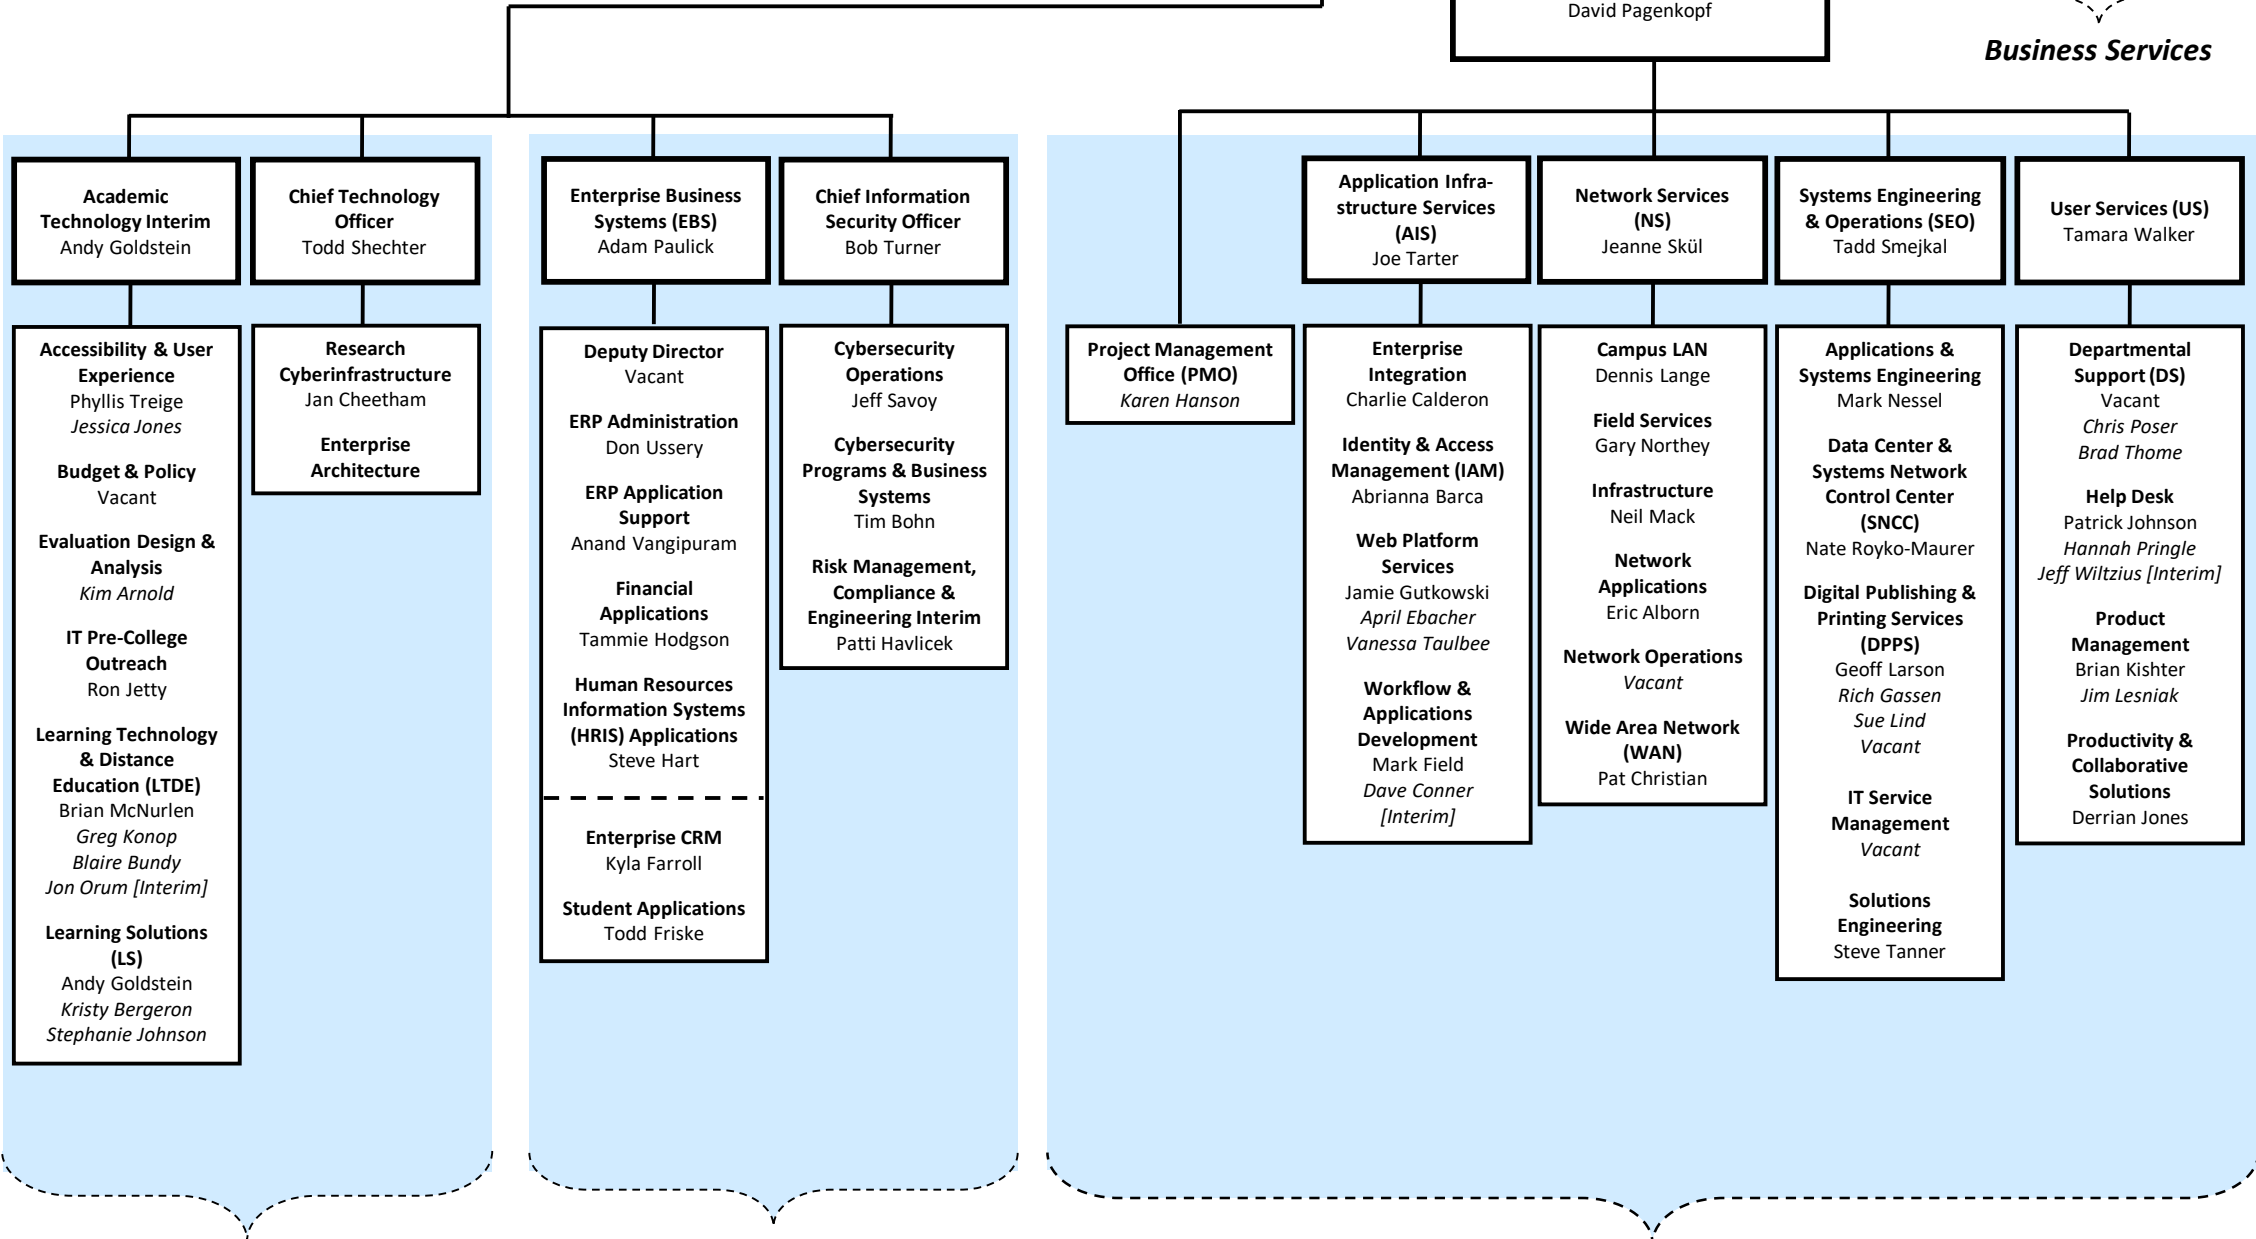 David Pagenkopf
Business Services
Academic
Technology Interim
Andy Goldstein
Chief Technology
Officer
Todd Shechter
Enterprise Business
Systems (EBS)
Adam Paulick
Chief Information
Security Officer
Bob Turner
Application Infra-
structure Services
(AIS)
Joe Tarter
Network Services
(NS)
Jeanne Skül
Systems Engineering
& Operations (SEO)
Tadd Smejkal
User Services (US)
Tamara Walker
Accessibility & User
Experience
Phyllis Treige
Jessica Jones
Budget & Policy
Vacant
Evaluation Design &
Analysis
Kim Arnold
IT Pre-College
Outreach
Ron Jetty
Learning Technology
& Distance
Education (LTDE)
Brian McNurlen
Greg Konop
Blaire Bundy
Jon Orum [Interim]
Learning Solutions
(LS)
Andy Goldstein
Kristy Bergeron
Stephanie Johnson
Research
Cyberinfrastructure
Jan Cheetham
Enterprise
Architecture
Deputy Director
Vacant
ERP Administration
Don Ussery
ERP Application
Support
Anand Vangipuram
Financial
Applications
Tammie Hodgson
Human Resources
Information Systems
(HRIS) Applications
Steve Hart
Enterprise CRM
Kyla Farroll
Student Applications
Todd Friske
Cybersecurity
Operations
Jeff Savoy
Cybersecurity
Programs & Business
Systems
Tim Bohn
Risk Management,
Compliance &
Engineering Interim
Patti Havlicek
Project Management
Office (PMO)
Karen Hanson
Enterprise
Integration
Charlie Calderon
Identity & Access
Management (IAM)
Abrianna Barca
Web Platform
Services
Jamie Gutkowski
April Ebacher
Vanessa Taulbee
Workflow &
Applications
Development
Mark Field
Dave Conner
[Interim]
Campus LAN
Dennis Lange
Field Services
Gary Northey
Infrastructure
Neil Mack
Network
Applications
Eric Alborn
Network Operations
Vacant
Wide Area Network
(WAN)
Pat Christian
Applications &
Systems Engineering
Mark Nessel
Data Center &
Systems Network
Control Center
(SNCC)
Nate Royko-Maurer
Digital Publishing &
Printing Services
(DPPS)
Geoff Larson
Rich Gassen
Sue Lind
Vacant
IT Service
Management
Vacant
Solutions
Engineering
Steve Tanner
Departmental
Support (DS)
Vacant
Chris Poser
Brad Thome
Help Desk
Patrick Johnson
Hannah Pringle
Jeff Wiltzius [Interim]
Product
Management
Brian Kishter
Jim Lesniak
Productivity &
Collaborative
Solutions
Derrian Jones